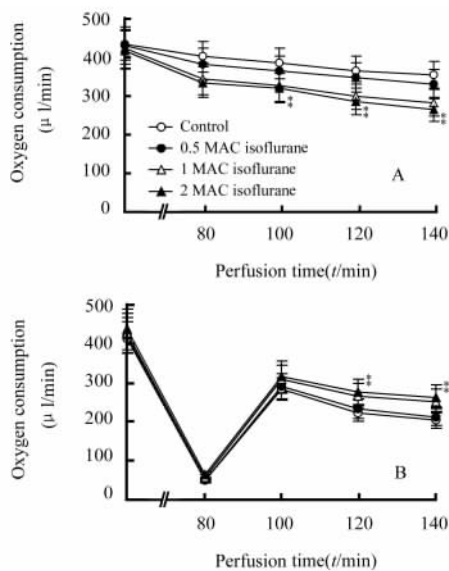 500
400
300
200
100
0
Oxygen consumption
(μ l/min)
Control
0.5 MAC isoflurane
1 MAC isoflurane
2 MAC isoflurane
A
*
*
*
*
*
*
80 100 120 140
Perfusion time(t/min)
500
400
300
200
100
0
Oxygen consumption
(μ l/min)
*
*
*
*
B
80 100 120 140
Perfusion time(t/min)